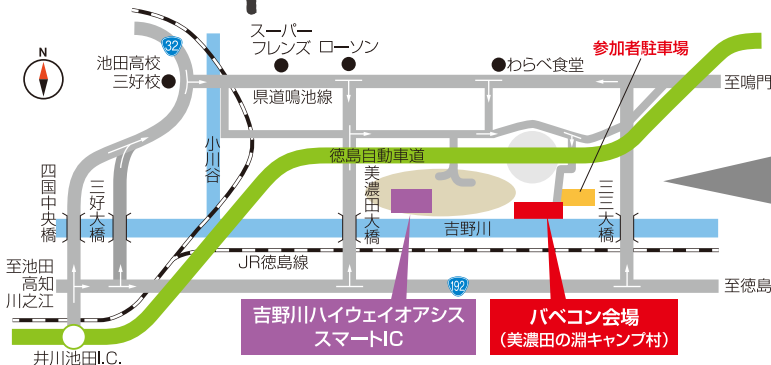 N
32
スーパー
フレンズ
ローソン
池田高校
三好校
わらべ食堂
参加者駐車場
県道鳴池線
至鳴門
小川谷
徳島自動車道
四国中央橋
三好大橋
美濃田大橋
三三大橋
吉野川
JR徳島線
至池田
高知
川之江
192
至徳島
吉野川ハイウェイオアシス
スマートIC
バベコン会場
(美濃田の淵キャンプ村)
井川池田I.C.